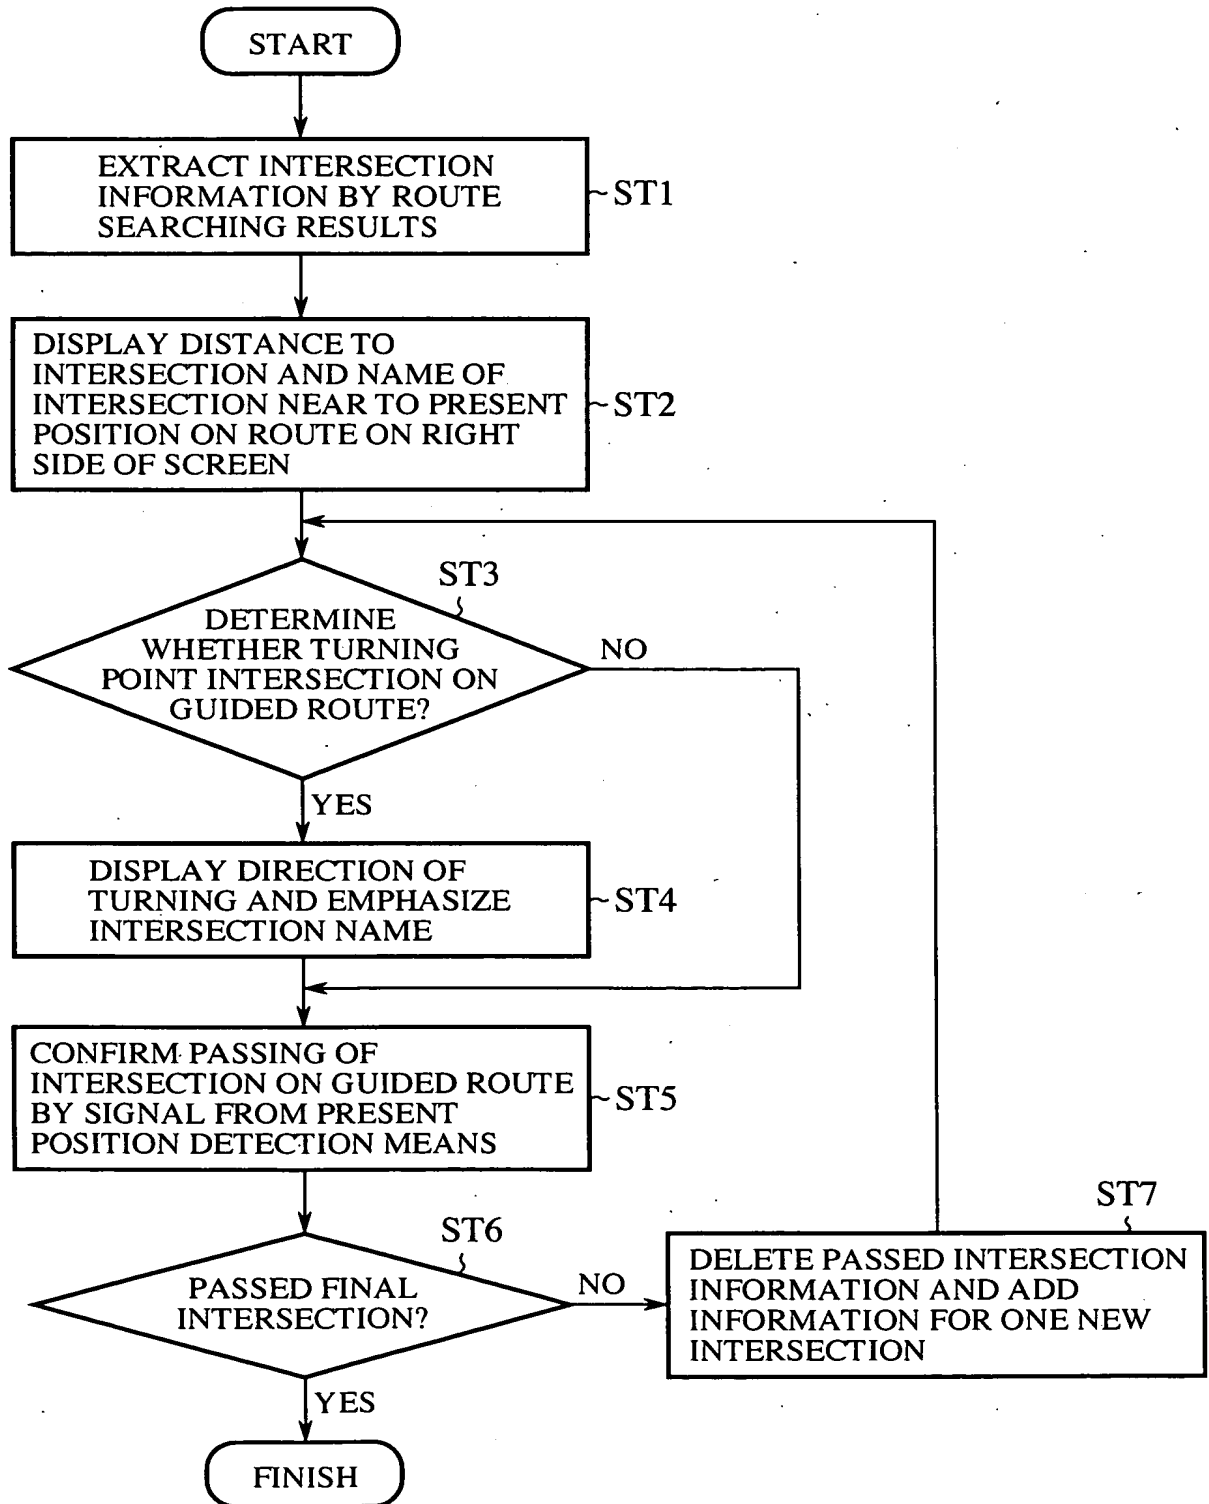 START
EXTRACT INTERSECTION
INFORMATION BY ROUTE
SEARCHING RESULTS
ST1
DISPLAY DISTANCE TO
INTERSECTION AND NAME OF
INTERSECTION NEAR TO PRESENT
POSITION ON ROUTE ON RIGHT
SIDE OF SCREEN
ST2
ST3
DETERMINE
WHETHER TURNING
POINT INTERSECTION ON
GUIDED ROUTE?
NO
YES
DISPLAY DIRECTION OF
TURNING AND EMPHASIZE
INTERSECTION NAME
ST4
CONFIRM PASSING OF
INTERSECTION ON GUIDED ROUTE
BY SIGNAL FROM PRESENT
POSITION DETECTION MEANS
ST5
ST6
PASSED FINAL
INTERSECTION?
NO
ST7
DELETE PASSED INTERSECTION
INFORMATION AND ADD
INFORMATION FOR ONE NEW
INTERSECTION
YES
FINISH